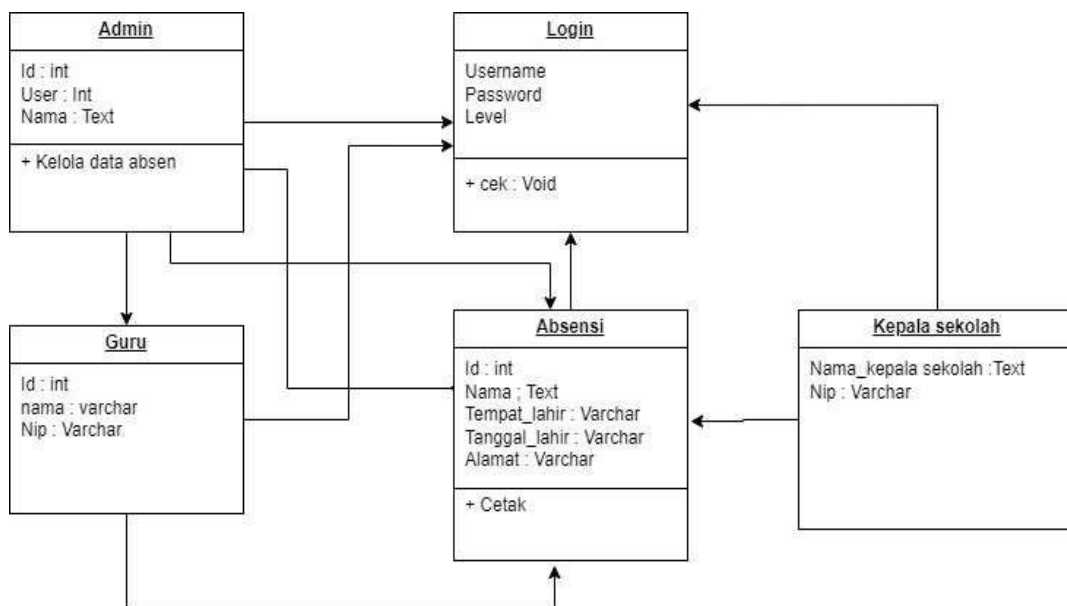 Admin
Id : int
User : Int
Nama : Text
+ Kelola data absen
Login
Username
Password
Level
+ cek : Void
Guru
Id : int
nama : varchar
Nip : Varchar
Absensi
Id : int
Nama ; Text
Tempat_lahir : Varchar
Tanggal_lahir : Varchar
Alamat : Varchar
+ Cetak
Kepala sekolah
Nama_kepala sekolah :Text
Nip : Varchar